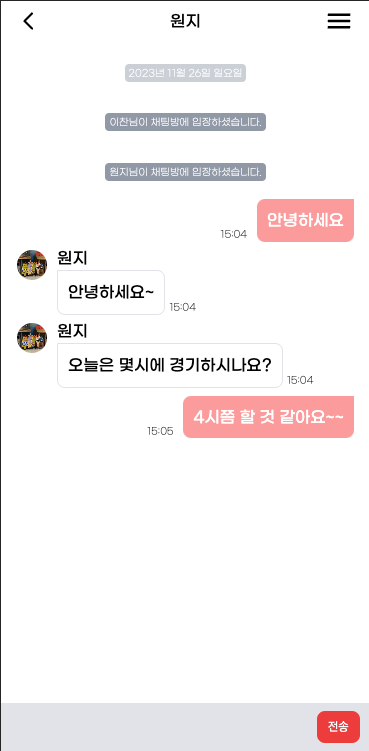 원지
2023년 11월 26일 일요일
이찬님이 채팅방에 입장하셨습니다.
원지님이 채팅방에 입장하셨습니다.
안녕하세요
15:04
원지
안녕하세요~
15:04
원지
오늘은 몇시에 경기하시나요?
15:04
4시쯤 할 것 같아요~~
15:05
전송